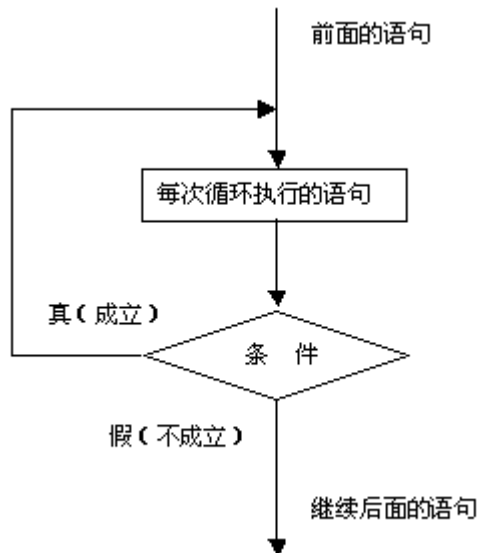 前面的语句
每次循环执行的语句
真(成立)
条 件
假(不成立)
继续后面的语句